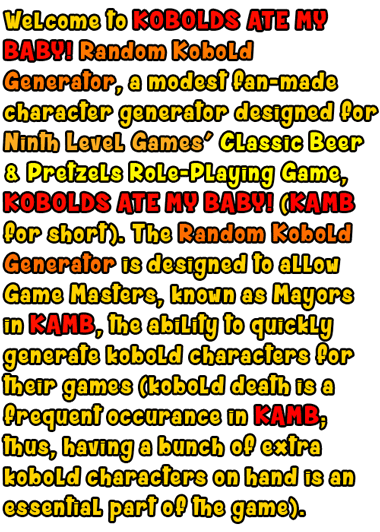 Welcome to KOBOLDS ATE MY
BABY! Random Kobold
Generator, a modest fan-made
character generator designed for
Ninth Level Games' Classic Beer
& Pretzels Role-Playing Game,
KOBOLDS ATE MY BABY! (KAMB
for short). The Random Kobold
Generator is designed to allow
Game Masters, known as Mayors
in KAMB, the ability to quickly
generate kobold characters for
their games (kobold death is a
frequent occurance in KAMB;
thus, having a bunch of extra
kobold characters on hand is an
essential part of the game).